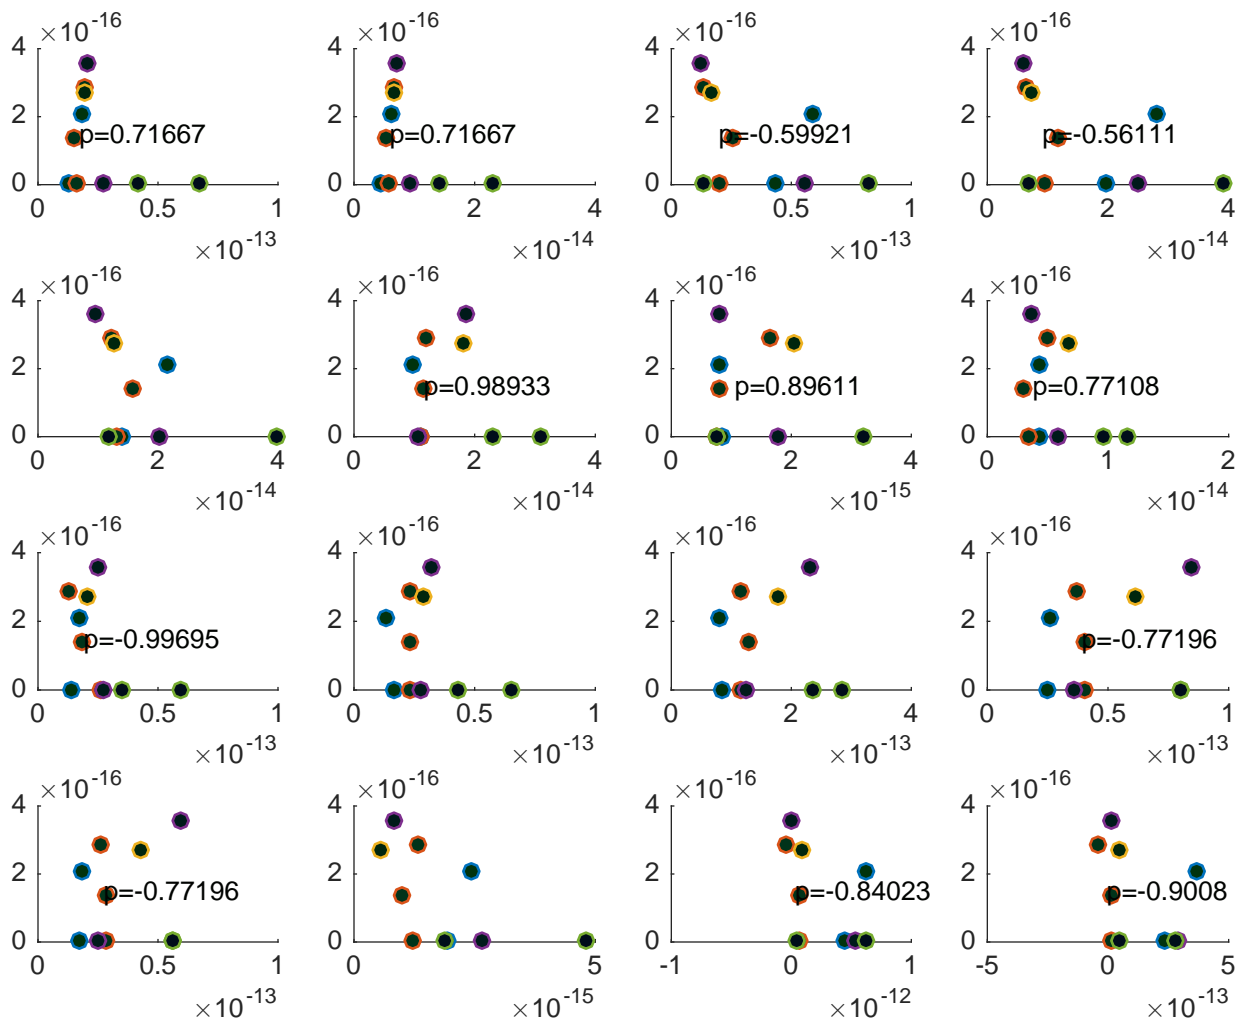 ×10-16 ×10-16 ×10-16 ×10-16
4 4 4 4
2 2 2 2
p=0.71667 p=0.71667 p=-0.59921 p=-0.56111
0 0 0 0
0 0.5 1 0 2 4 0 0.5 1 0 2 4
×10-13 ×10-14 ×10-13 ×10-14
×10-16 ×10-16 ×10-16 ×10-16
4 4 4 4
2 2 2 2
p=0.98933 p=0.89611 p=0.77108
0 0 0 0
0 2 4 0 2 4 0 2 4 0 1 2
×10-14 ×10-14 ×10-15 ×10-14
×10-16 ×10-16 ×10-16 ×10-16
4 4 4 4
2 2 2 2
p=-0.99695 p=-0.77196
0 0 0 0
0 0.5 1 0 0.5 1 0 2 4 0 0.5 1
×10-13 ×10-13 ×10-13 ×10-13
×10-16 ×10-16 ×10-16 ×10-16
4 4 4 4
2 2 2 2
p=-0.77196 p=-0.84023 p=-0.9008
0 0 0 0
0 0.5 1 0 5 -1 0 1 -5 0 5
×10-13 ×10-15 ×10-12 ×10-13